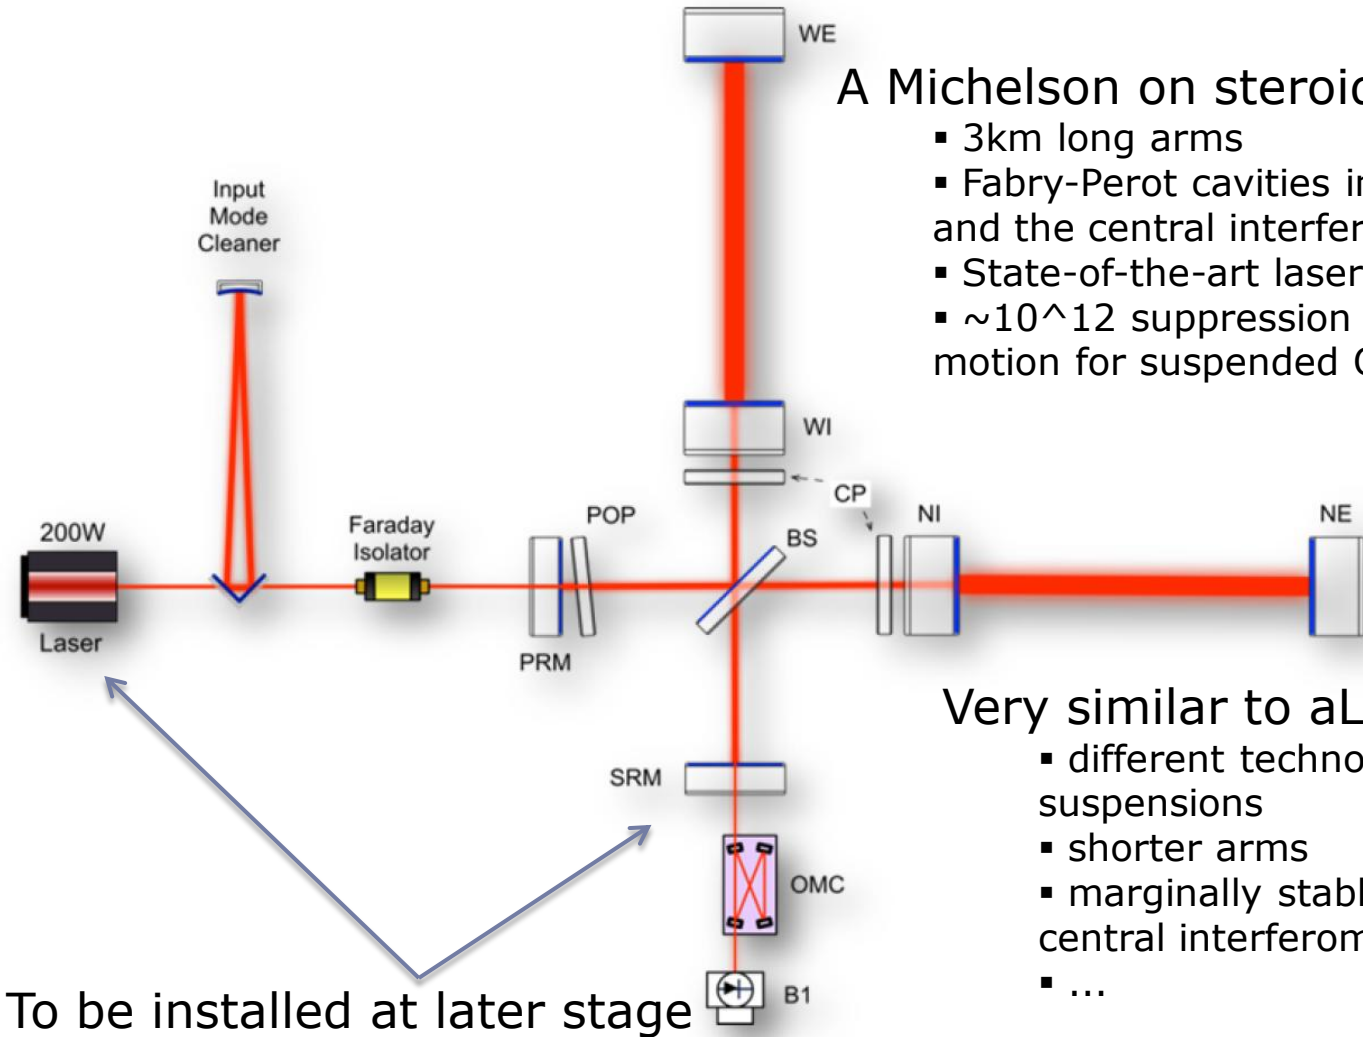 WE
A Michelson on steroid
▪ 3km long arms
▪ Fabry-Perot cavities i
and the central interfer
▪ State-of-the-art laser
▪ ~10^12 suppression
motion for suspended
Input
Mode
Cleaner
WI
CP
NI
NE
200W
Laser
Faraday
Isolator
POP
BS
PRM
Very similar to aL
▪ different techno
suspensions
▪ shorter arms
▪ marginally stabl
central interferom
▪ ...
SRM
OMC
B1
To be installed at later stage